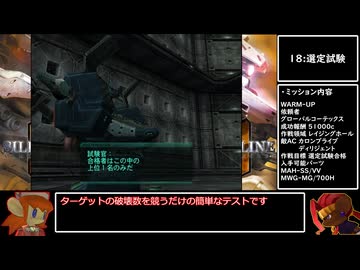 18:選定試験
・ミッション内容
WARM-UP
依頼者
グローバルコーテックス
成功報酬 51000c
作戦領域 レイジングホール
敵AC カロンブライブ
ディリジェント
作戦目標 選定試験合格
入手可能パーツ
MAH-SS/VV
MWG-MG/700H
試験官：
合格者はこの中の
上位１名のみだ
ターゲットの破壊数を競うだけの簡単なテストです